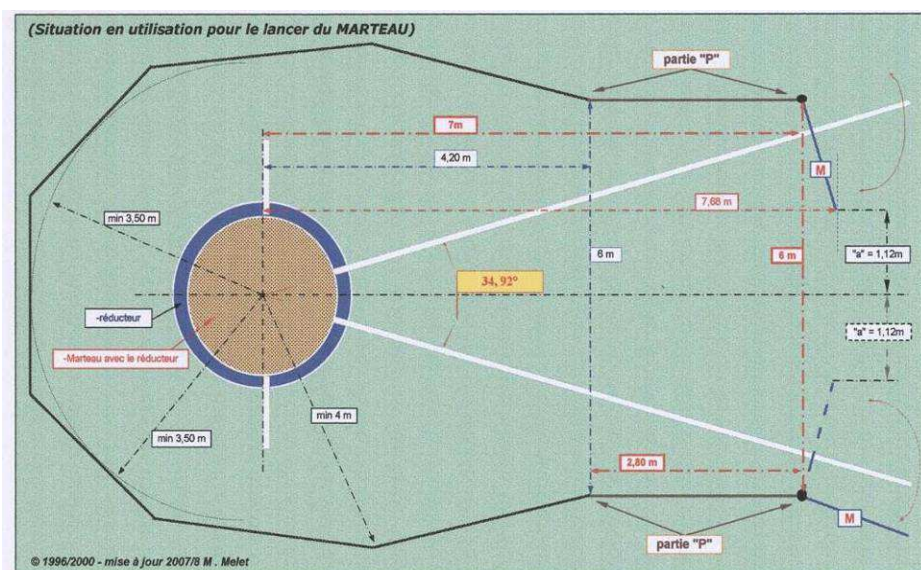 (Situation en utilisation pour le lancer du MARTEAU)
partie "P"
7m
4,20 m
M
min 3,50 m
7,68 m
"a" = 1,12m
6 m
6 m
34, 92°
-réducteur
"a" = 1,12m
-Marteau avec le réducteur
min 4 m
min 3,50 m
2,80 m
M
partie "P"
© 1996/2000 - mise à jour 2007/8 M . Melet